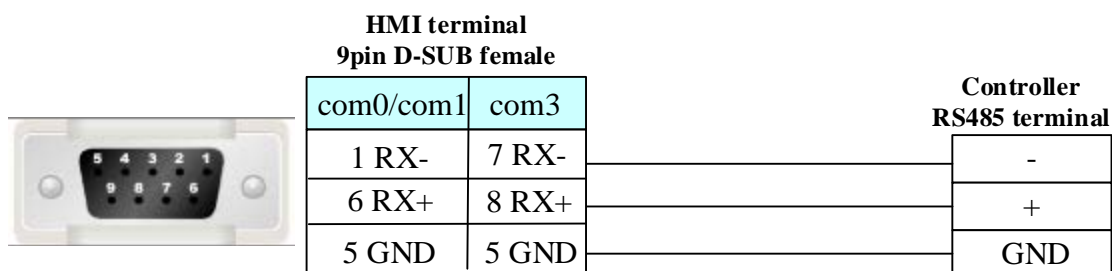 HMI terminal
9pin D-SUB female
Controller
RS485 terminal
com0/com1 com3
1 RX- 7 RX- -
6 RX+ 8 RX+ +
5 GND 5 GND GND
5 4 3 2 1
9 8 7 6